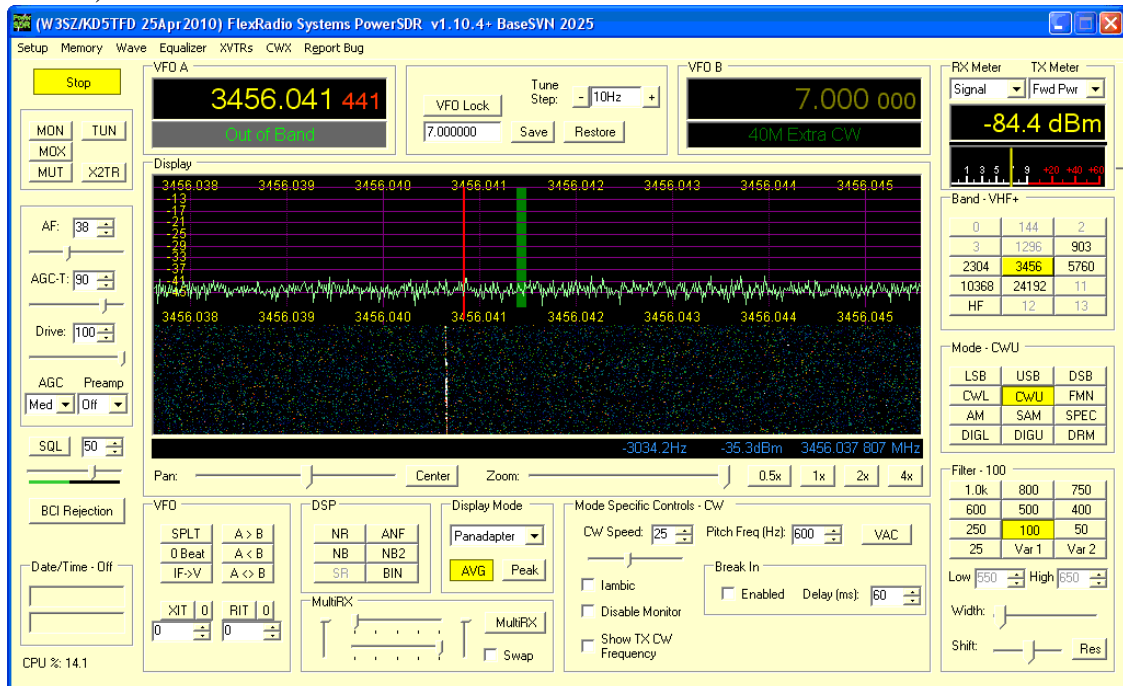 (W3SZ/KD5TFD 25Apr2010) FlexRadio Systems PowerSDR v1.10.4+ BaseSVN 2025
Setup Memory Wave Equalizer XVTRs CWX Report Bug
Stop
MON TUN
MOX
MUT X2TR
AF: 38
AGC-T: 90
Drive: 100
AGC Preamp
Med Off
SQL 50
BCI Rejection
Date/Time - Off
CPU %: 14.1
VFO A
3456.041 441
Out of Band
VFO Lock
Tune
Step: - 10Hz +
7.000000 Save Restore
VFO B
7.000 000
40M Extra CW
RX Meter TX Meter
Signal Fwd Pwr
-84.4 dBm
1 3 5 7 9 +20 +40 +60
Display
3456.038 3456.039 3456.040 3456.041 3456.042 3456.043 3456.044 3456.045
-13
-17
-21
-25
-29
-33
-37
-41
-45
3456.038 3456.039 3456.040 3456.041 3456.042 3456.043 3456.044 3456.045
-3034.2Hz -35.3dBm 3456.037 807 MHz
Pan: Center Zoom: 0.5x 1x 2x 4x
Band - VHF+
0 144 2
3 1296 903
2304 3456 5760
10368 24192 11
HF 12 13
Mode - CWU
LSB USB DSB
CWL CWU FMN
AM SAM SPEC
DIGL DIGU DRM
Filter - 100
1.0k 800 750
600 500 400
250 100 50
25 Var 1 Var 2
Low 550 High 650
Width:
Shift: Res
VFO
SPLT A > B
0 Beat A < B
IF->V A <> B
XIT 0 RIT 0
0 0
DSP
NR ANF
NB NB2
SR BIN
Display Mode
Panadapter
AVG Peak
MultiRX
MultiRX
Swap
Mode Specific Controls - CW
CW Speed: 25 Pitch Freq (Hz): 600 VAC
Iambic
Disable Monitor
Show TX CW
Frequency
Break In
Enabled Delay (ms): 60